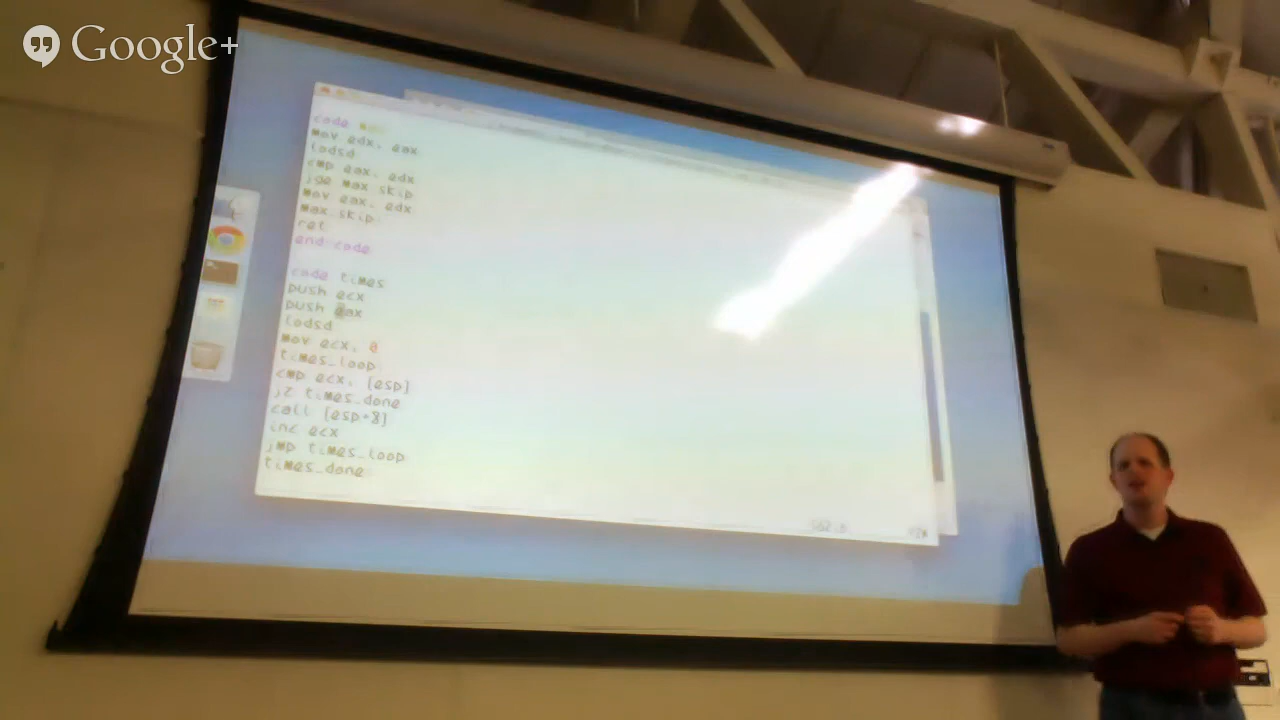 Google+
code max
mov edx, eax
lodsd
cmp eax, edx
jge max_skip
mov eax, edx
max_skip:
ret
end code
code times
push ecx
push eax
lodsd
mov ecx, 0
times_loop:
cmp ecx, [esp]
jz times_done
call [esp+8]
inc ecx
jmp times_loop
times_done: